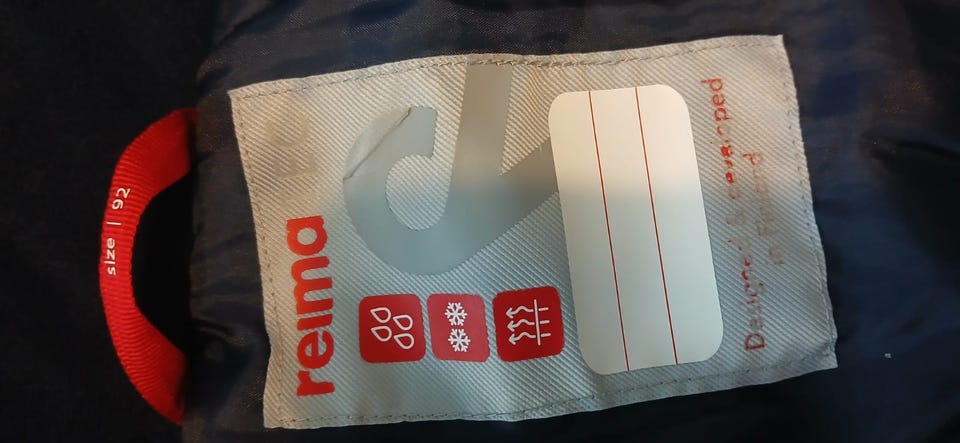 size | 92
reima
Designed & developed
in Finland